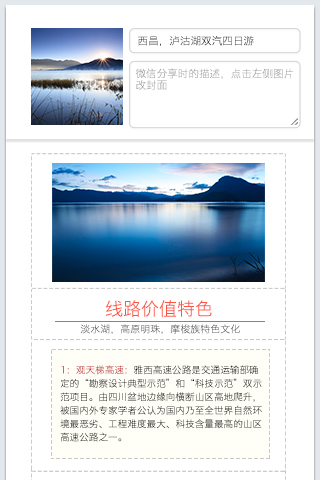 西昌，泸沽湖双汽四日游
微信分享时的描述，点击左侧图片
改封面
线路价值特色
淡水湖，高原明珠，摩梭族特色文化
1：观天梯高速：雅西高速公路是交通运输部确
定的“勘察设计典型示范”和“科技示范”双示
范项目。由四川盆地边缘向横断山区高地爬升，
被国内外专家学者公认为国内乃至全世界自然环
境最恶劣、工程难度最大、科技含量最高的山区
高速公路之一。